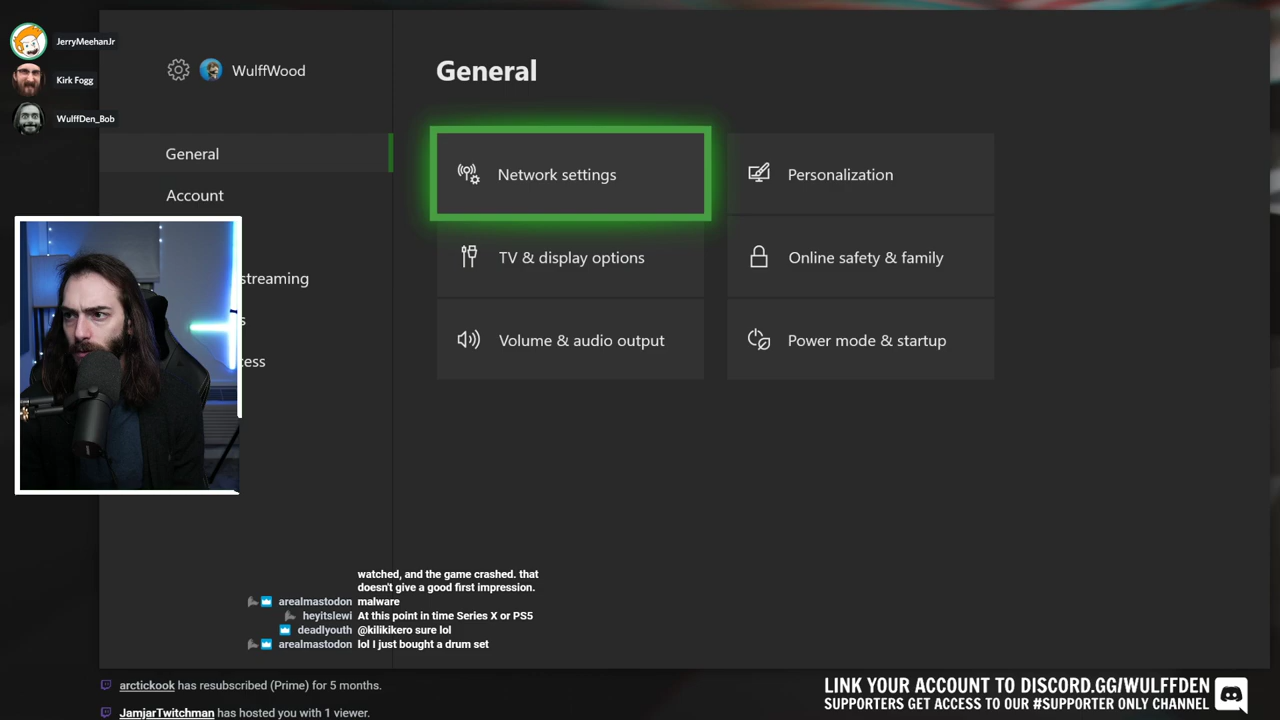 JerryMeehanJr
Kirk Fogg
WulffDen_Bob
WulffWood
General
Account
streaming
s
cess
General
Network settings
Personalization
TV & display options
Online safety & family
Volume & audio output
Power mode & startup
watched, and the game crashed. that
doesn't give a good first impression.
arealmastodon malware
heyitslewi At this point in time Series X or PS5
deadlyouth @kilikikero sure lol
arealmastodon lol I just bought a drum set
arctickook has resubscribed (Prime) for 5 months.
JamjarTwitchman has hosted you with 1 viewer.
LINK YOUR ACCOUNT TO DISCORD.GG/WULFFDEN
SUPPORTERS GET ACCESS TO OUR #SUPPORTER ONLY CHANNEL